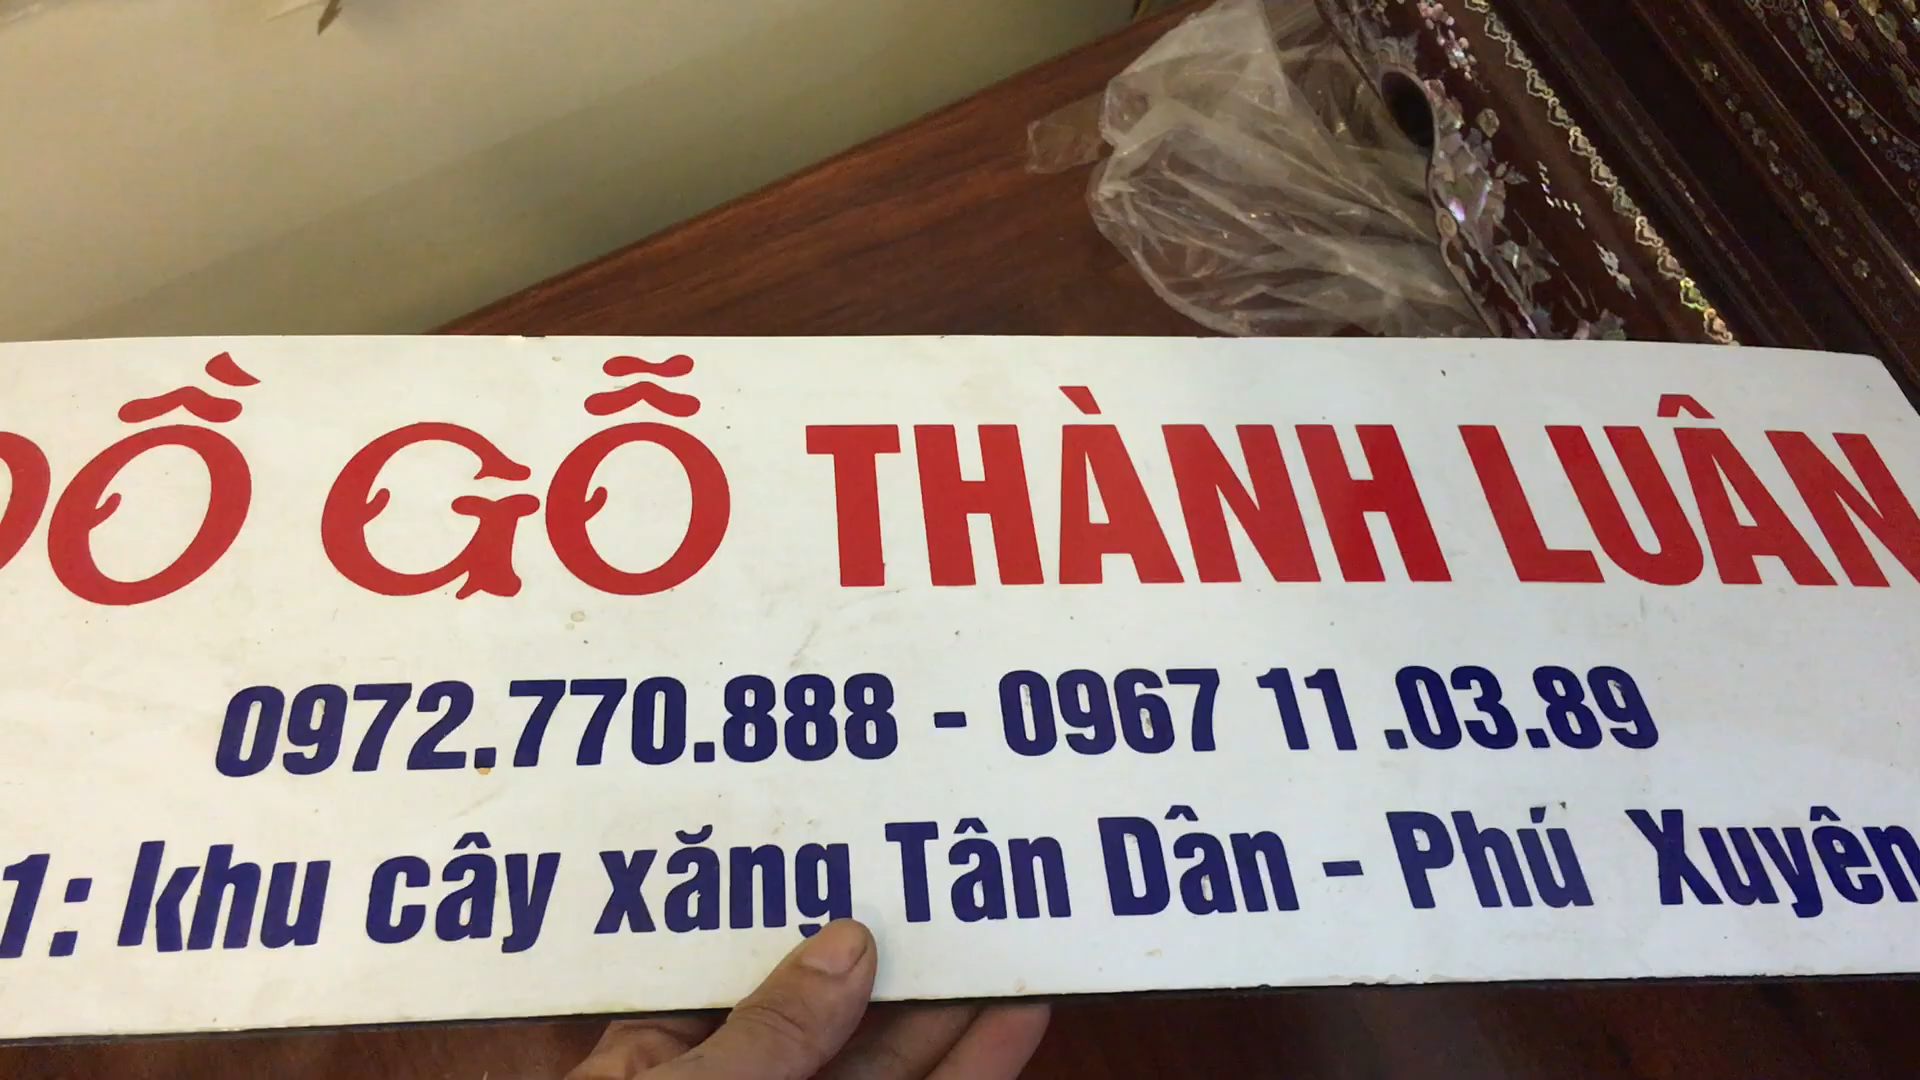 ĐỒ GỖ THÀNH LUÂN
0972.770.888 - 0967 11.03.89
1: khu cây xăng Tân Dân - Phú Xuyên